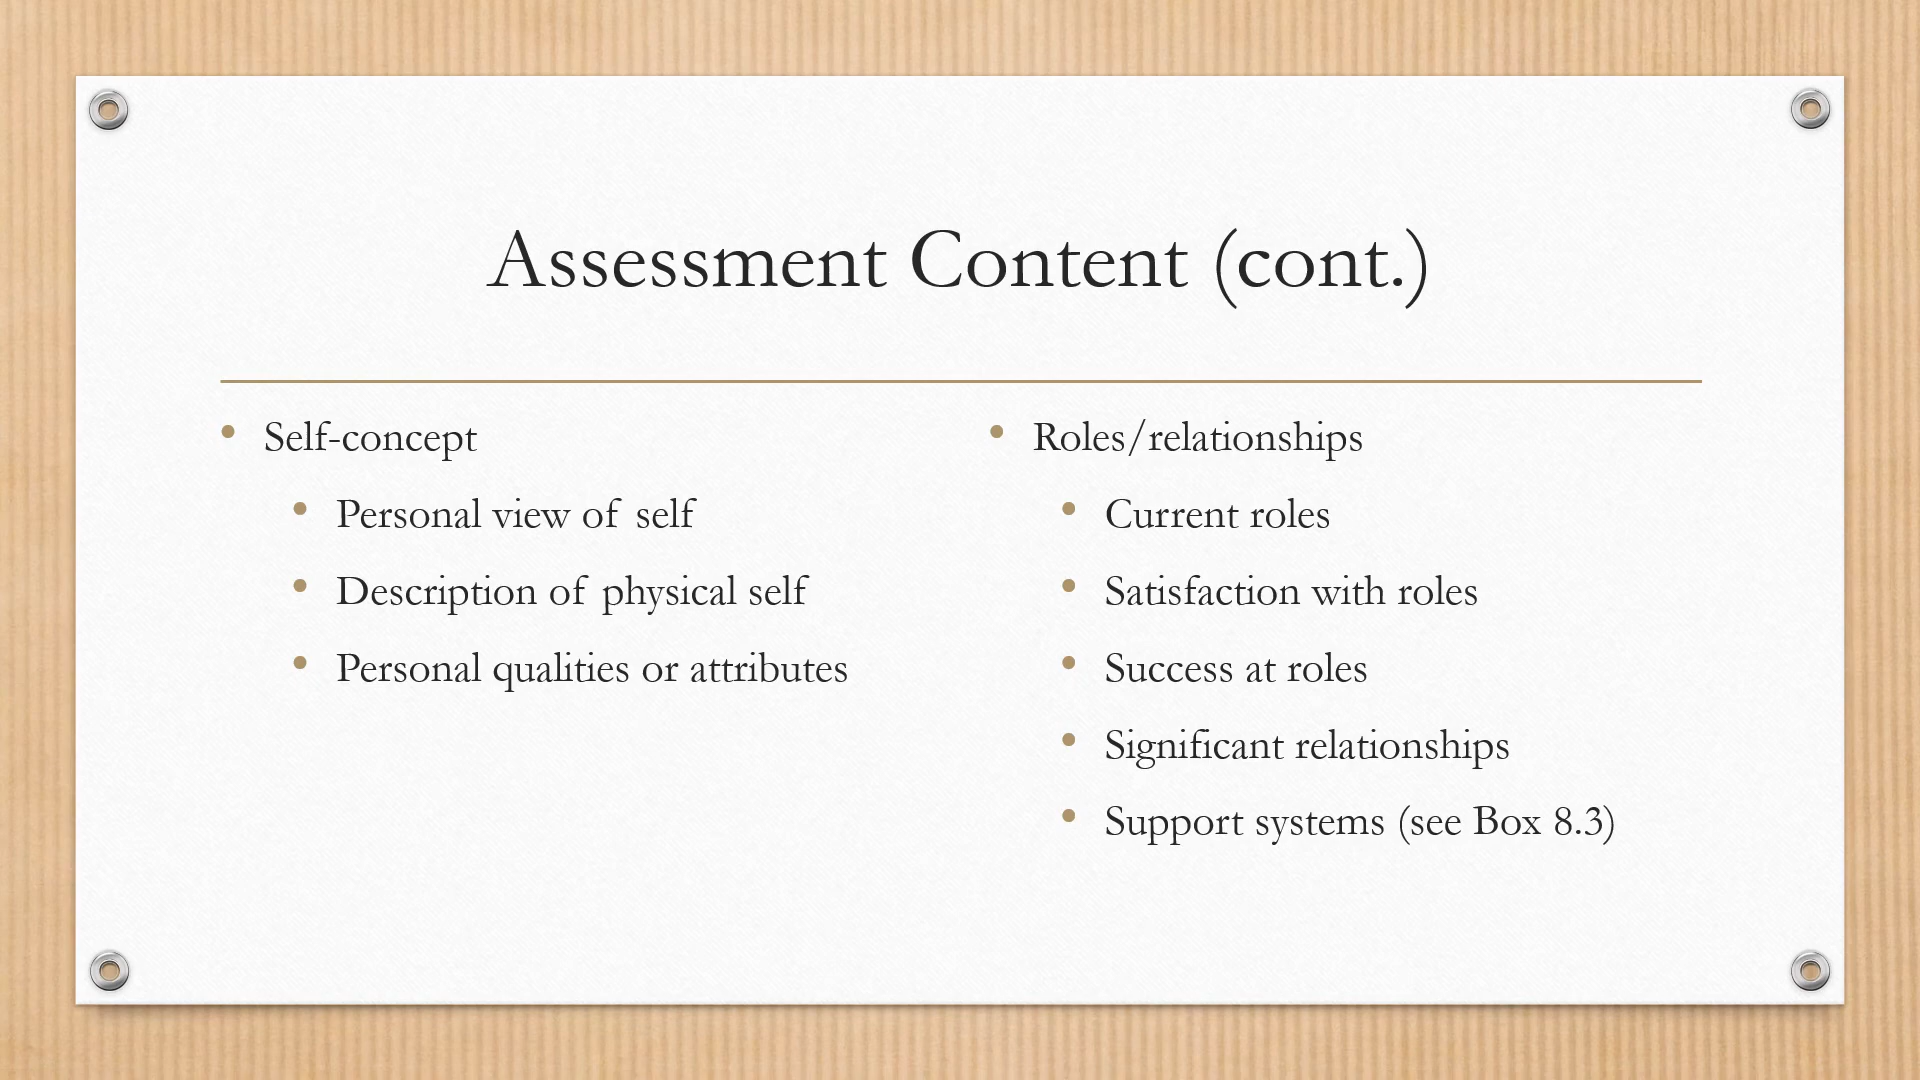 Assessment Content (cont.)
Self-concept
Personal view of self
Description of physical self
Personal qualities or attributes
Roles/relationships
Current roles
Satisfaction with roles
Success at roles
Significant relationships
Support systems (see Box 8.3)